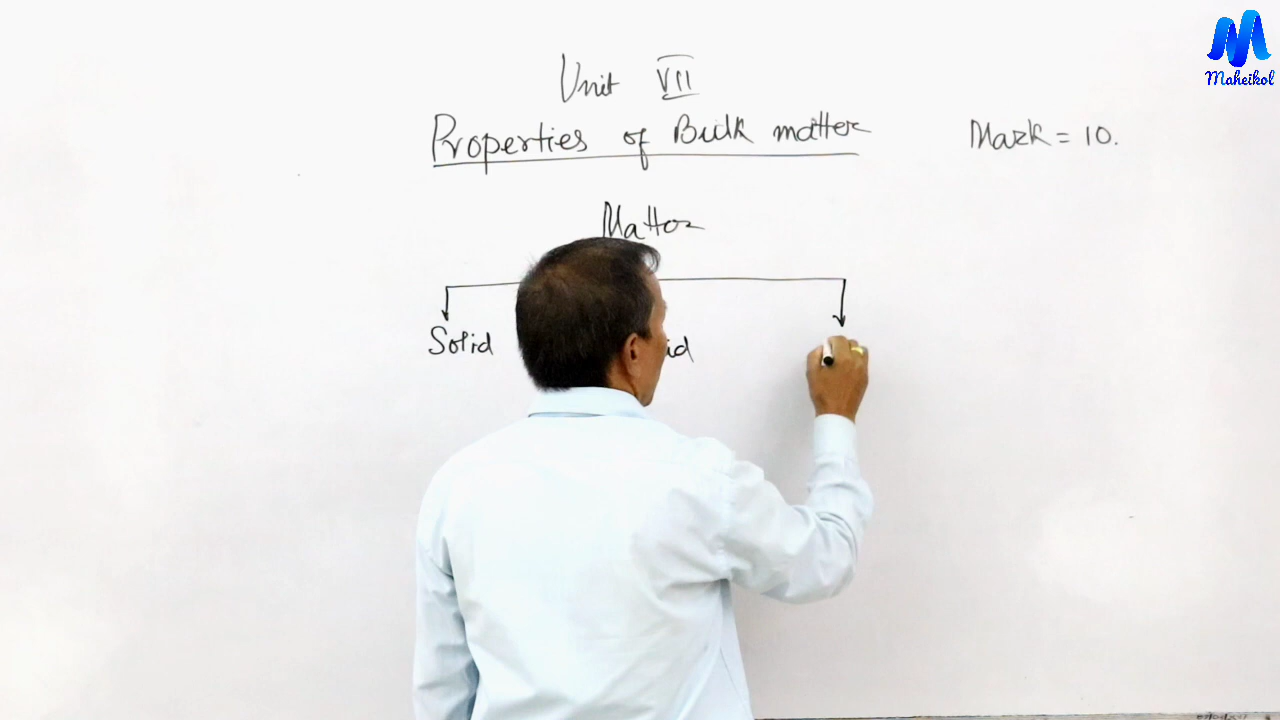 Maheikol
Unit VII
Properties of Bulk matter
Mark = 10.
Matter
Solid